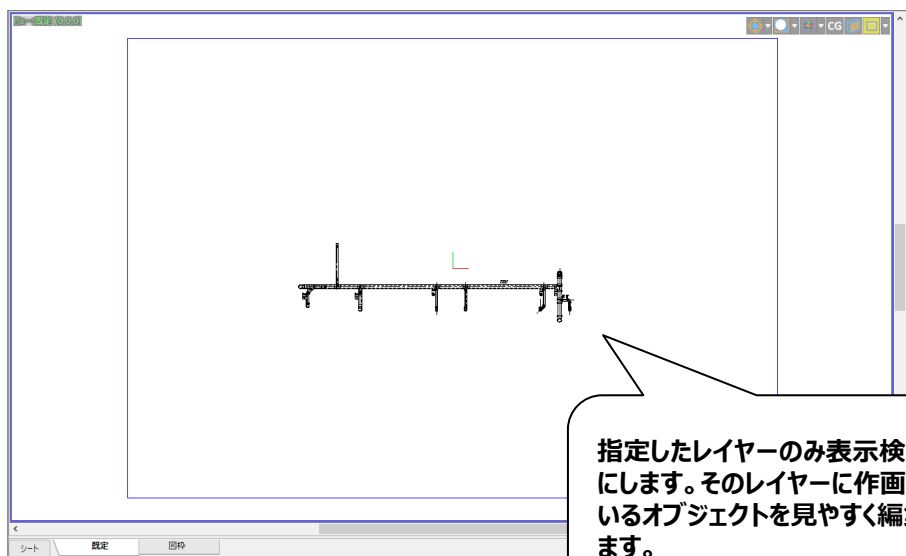 CG
指定したレイヤーのみ表示検
にします。そのレイヤーに作画
いるオブジェクトを見やすく編
ます。
シート
既定
図枠